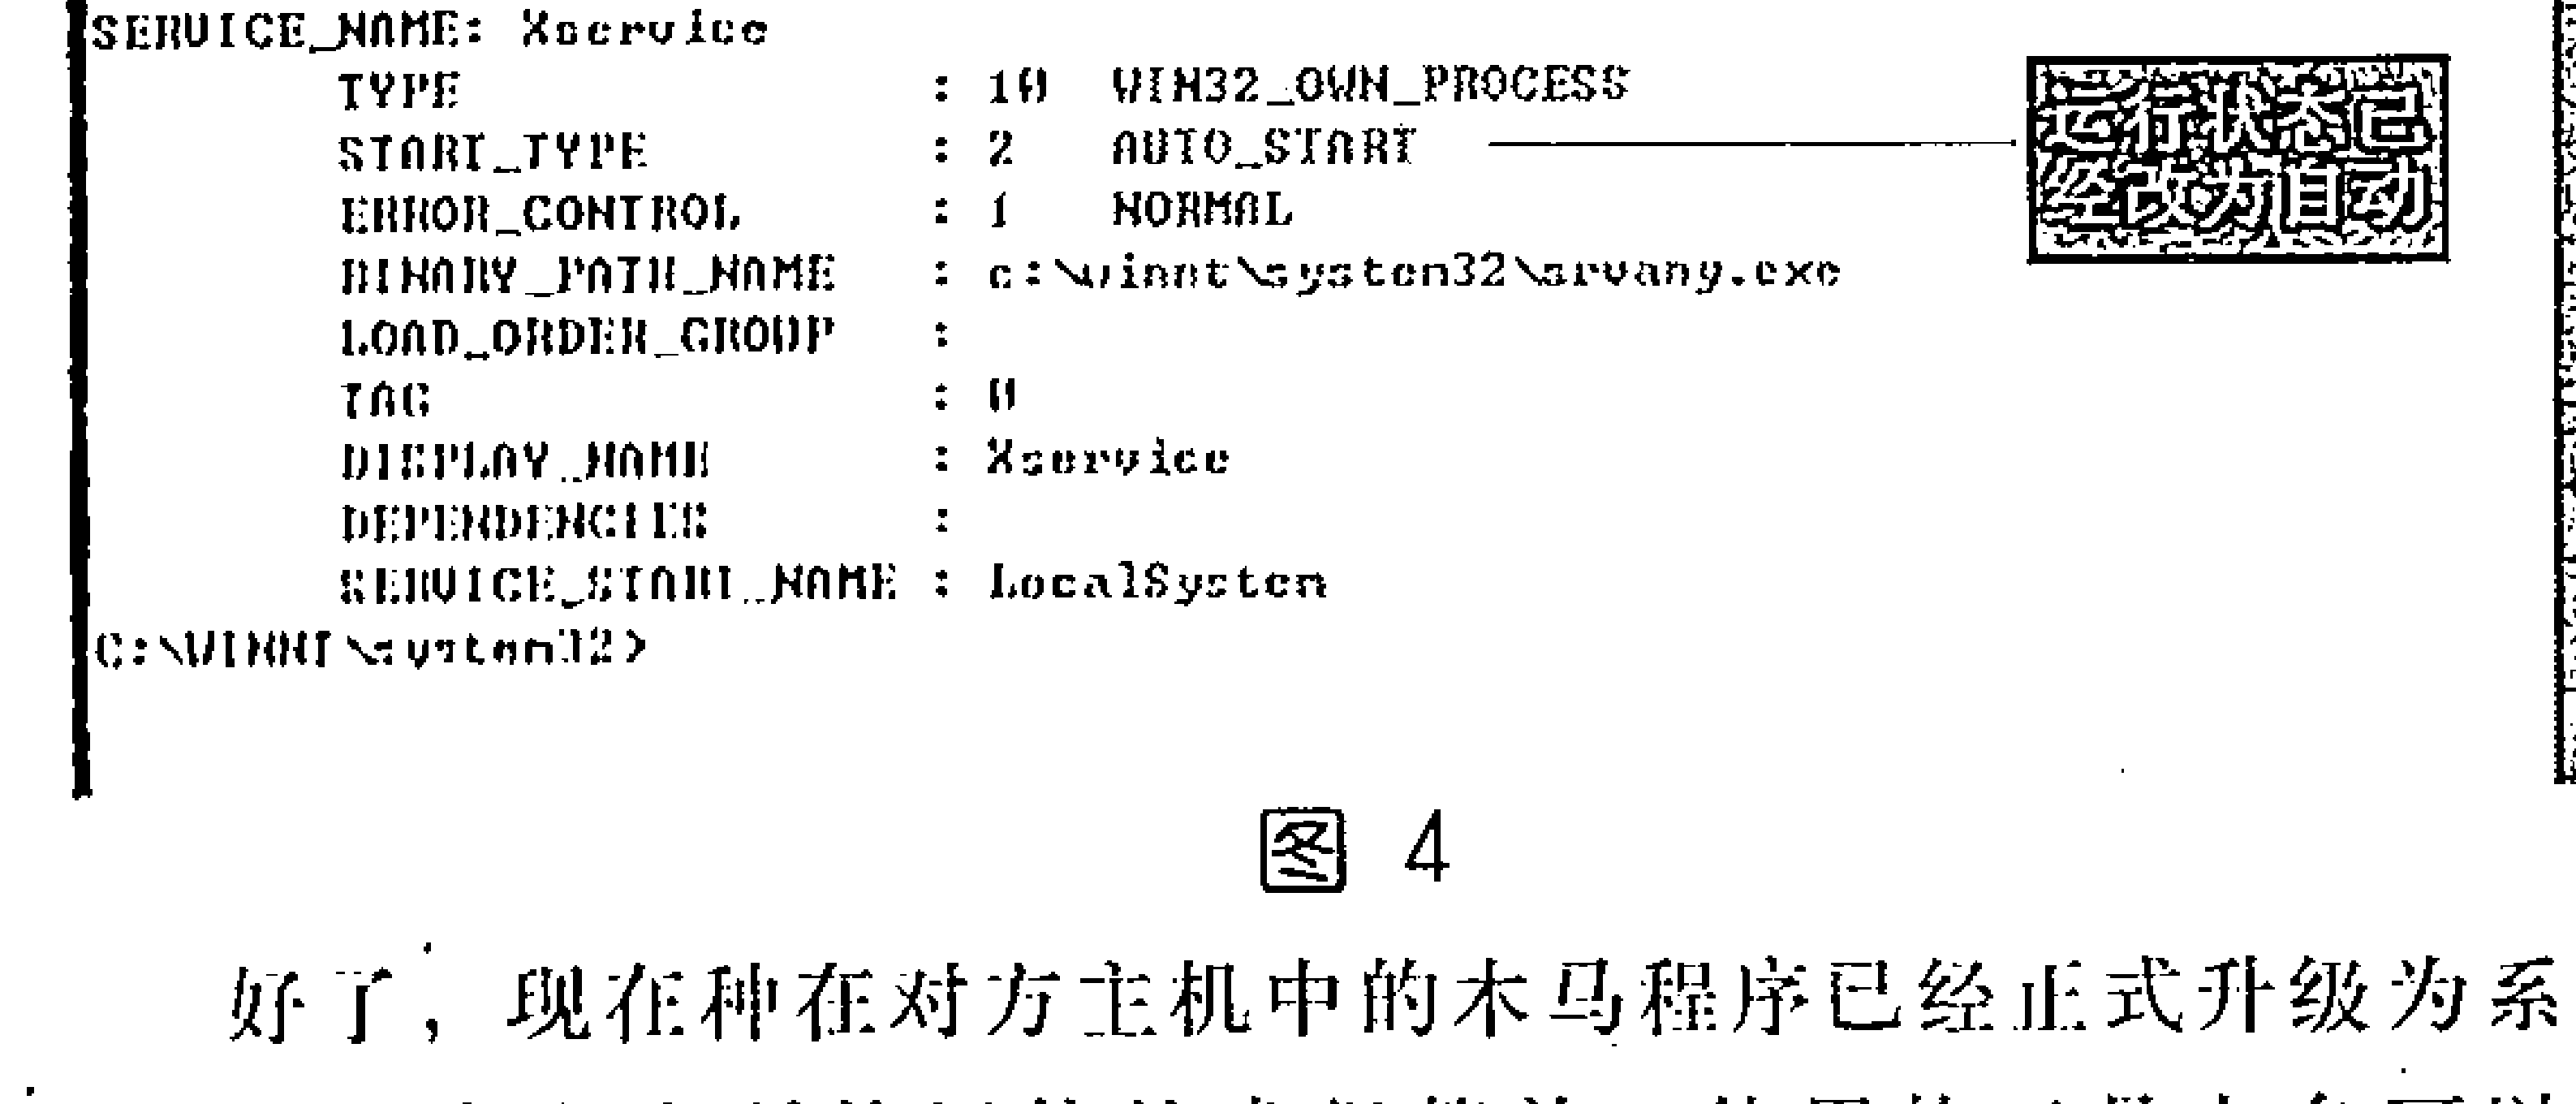 SERVICE_NAME: Xservice
TYPE : 10 WIN32_OWN_PROCESS
START_TYPE : 2 AUTO_START
运行状态已
经改为自动
ERROR_CONTROL : 1 NORMAL
BINARY_PATH_NAME : c:\winnt\system32\srvany.exe
LOAD_ORDER_GROUP :
TAG : 0
DISPLAY_NAME : Xservice
DEPENDENCIES :
SERVICE_START_NAME : LocalSystem
C:\WINNT\system32>
图 4
好了，现在种在对方主机中的木马程序已经正式升级为系